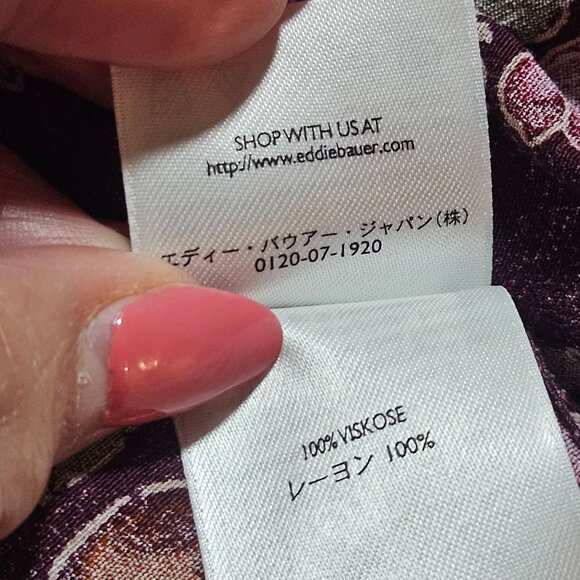 SHOP WITH US AT
http://www.eddiebauer.com
エディー・バウアー・ジャパン(株)
0120-07-1920
100% VISKOSE
レーヨン 100%